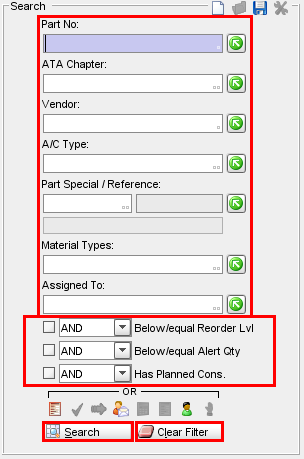 Search
Part No:
ATA Chapter:
Vendor:
A/C Type:
Part Special / Reference:
Material Types:
Assigned To:
AND Below/equal Reorder Lvl
AND Below/equal Alert Qty
AND Has Planned Cons.
OR
Search Clear Filter